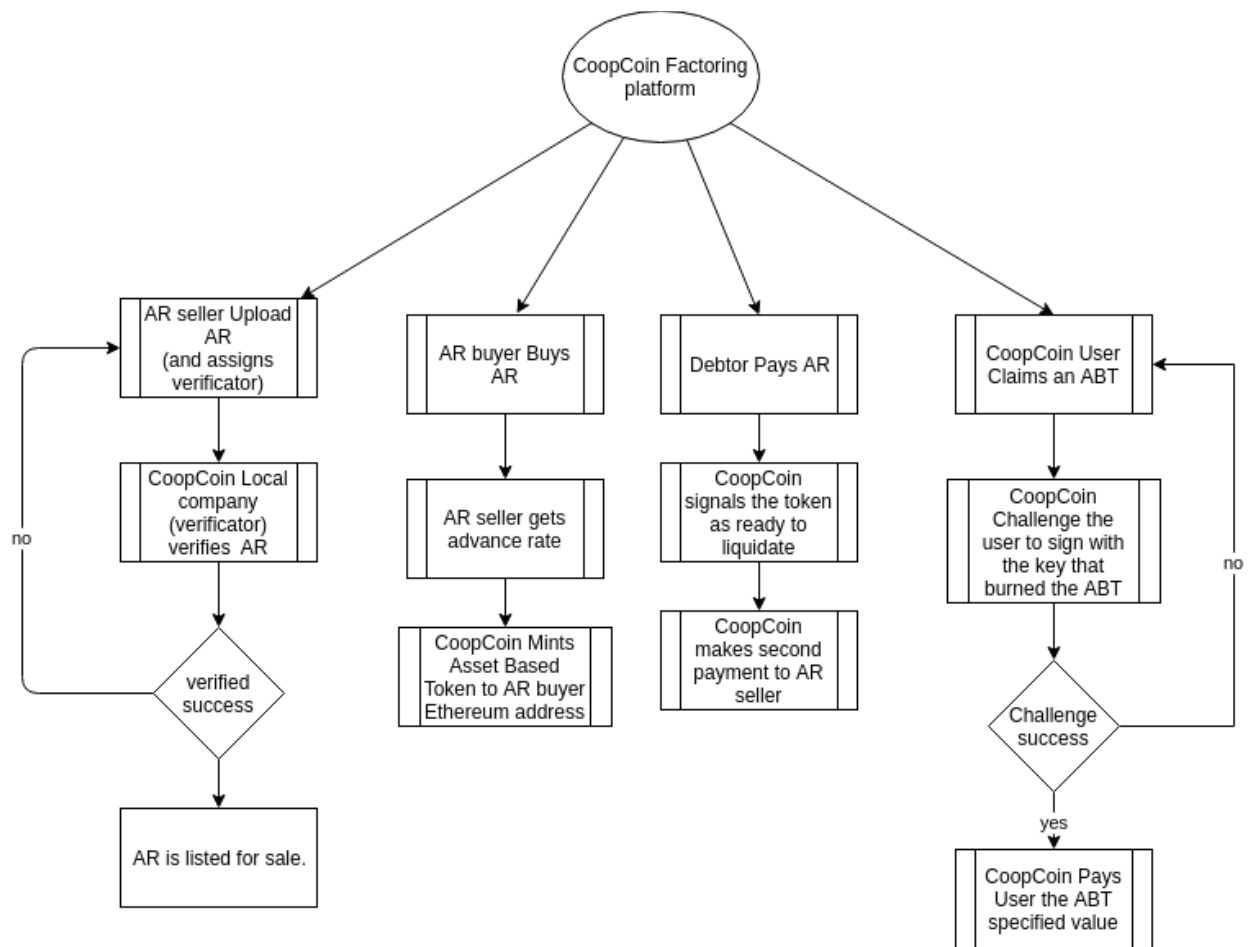 CoopCoin Factoring
platform
AR seller Upload
AR
(and assigns
verificator)
CoopCoin Local
company
(verificator)
verifies AR
no
verified
success
AR is listed for sale.
AR buyer Buys
AR
AR seller gets
advance rate
CoopCoin Mints
Asset Based
Token to AR buyer
Ethereum address
Debtor Pays AR
CoopCoin
signals the token
as ready to
liquidate
CoopCoin
makes second
payment to AR
seller
CoopCoin User
Claims an ABT
CoopCoin
Challenge the
user to sign with
the key that
burned the ABT
no
Challenge
success
yes
CoopCoin Pays
User the ABT
specified value